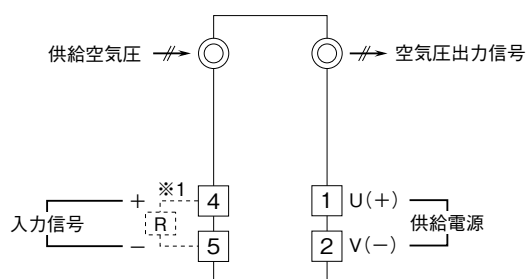 供給空気圧
空気圧出力信号
※1
+ 4 1 U(+)
入力信号 R 供給電源
− 5 2 V(−)